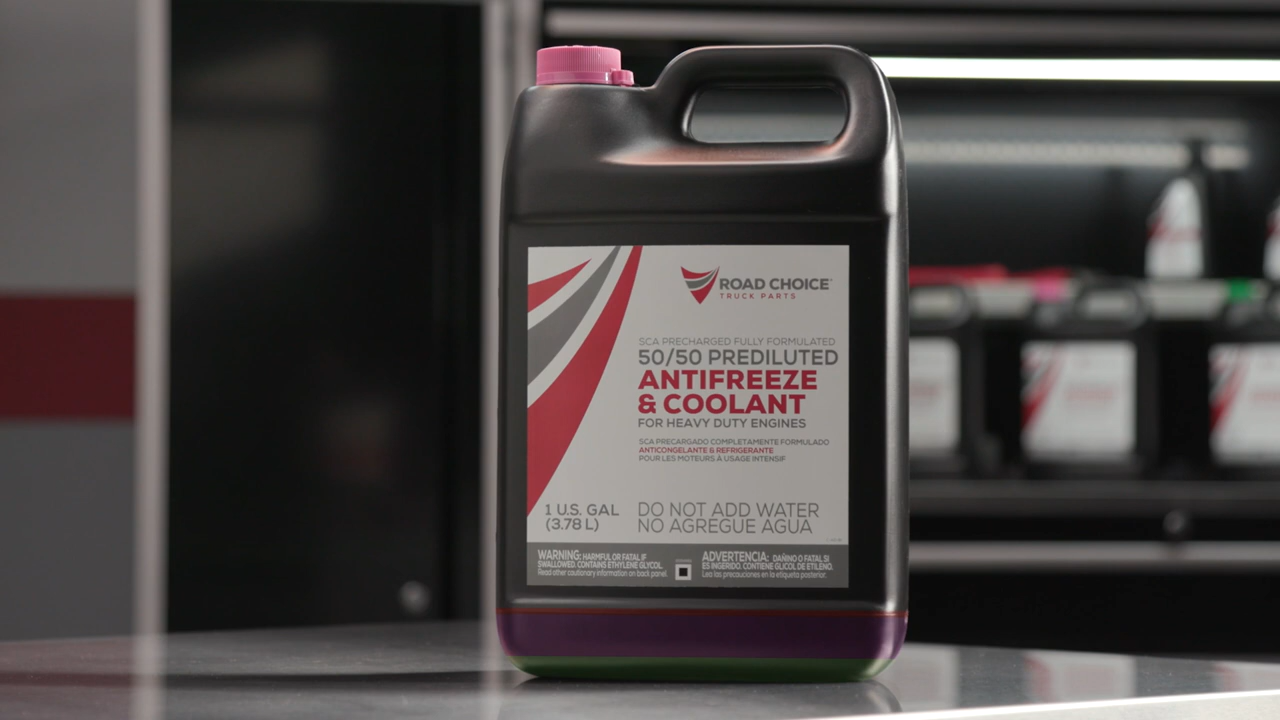 ROAD CHOICE
TRUCK PARTS
SCA PRECHARGED FULLY FORMULATED
50/50 PREDILUTED
ANTIFREEZE
& COOLANT
FOR HEAVY DUTY ENGINES
SCA PRECARGADO COMPLETAMENTE FORMULADO
ANTICONGELANTE & REFRIGERANTE
POUR LES MOTEURS À USAGE INTENSIF
1 U.S. GAL
(3.78 L)
DO NOT ADD WATER
NO AGREGUE AGUA
WARNING: HARMFUL OR FATAL IF
SWALLOWED. CONTAINS ETHYLENE GLYCOL.
Read other cautionary information on back panel.
ADVERTENCIA: DAÑINO O FATAL SI
ES INGERIDO. CONTIENE GLICOL DE ETILENO.
Lea las precauciones en la etiqueta posterior.